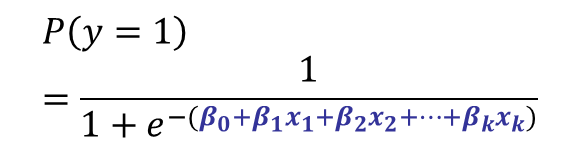 P(y = 1)
= 1 / (1 + e^−(β₀+β₁x₁+β₂x₂+⋯+βₖxₖ))